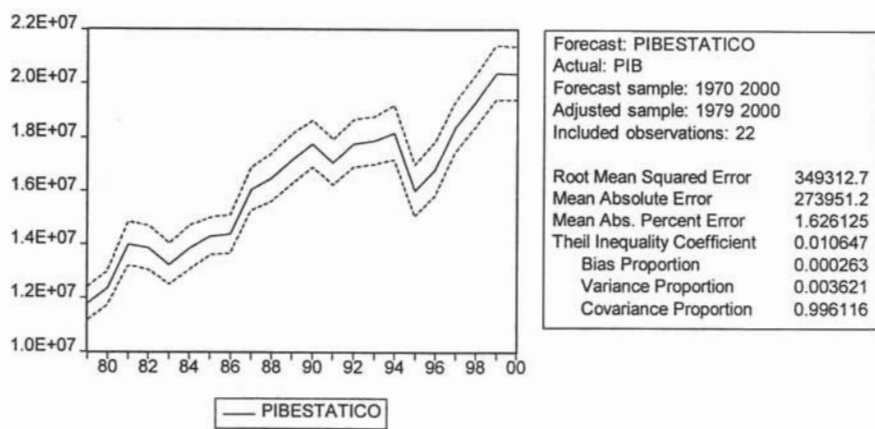 2.2E+07
2.0E+07
1.8E+07
1.6E+07
1.4E+07
1.2E+07
1.0E+07
80 82 84 86 88 90 92 94 96 98 00
PIBESTATICO
Forecast: PIBESTATICO
Actual: PIB
Forecast sample: 1970 2000
Adjusted sample: 1979 2000
Included observations: 22
Root Mean Squared Error 349312.7
Mean Absolute Error 273951.2
Mean Abs. Percent Error 1.626125
Theil Inequality Coefficient 0.010647
Bias Proportion 0.000263
Variance Proportion 0.003621
Covariance Proportion 0.996116